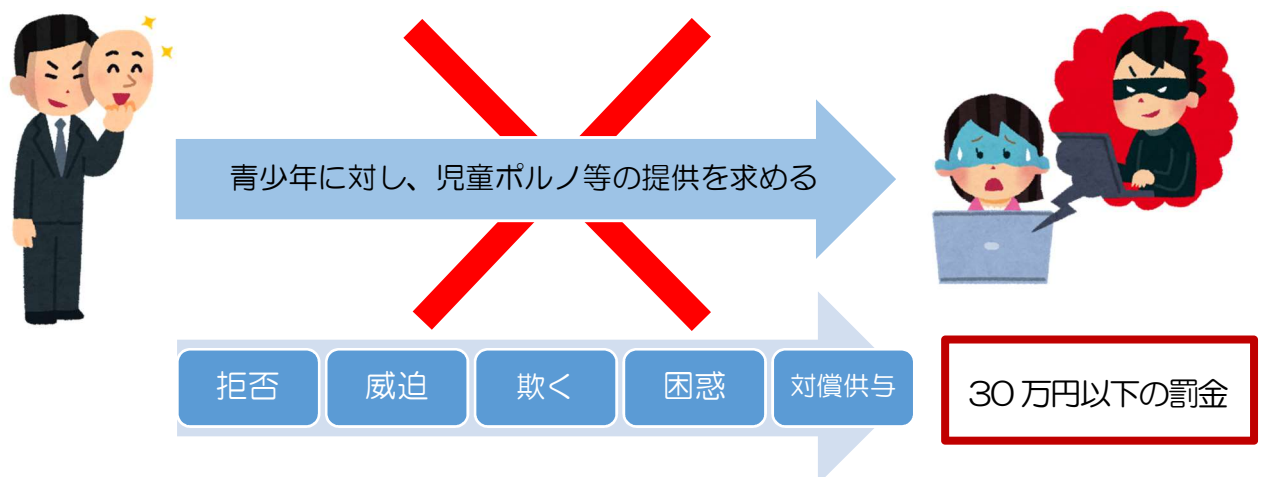 青少年に対し、児童ポルノ等の提供を求める
拒否
威迫
欺く
困惑
対償供与
30万円以下の罰金